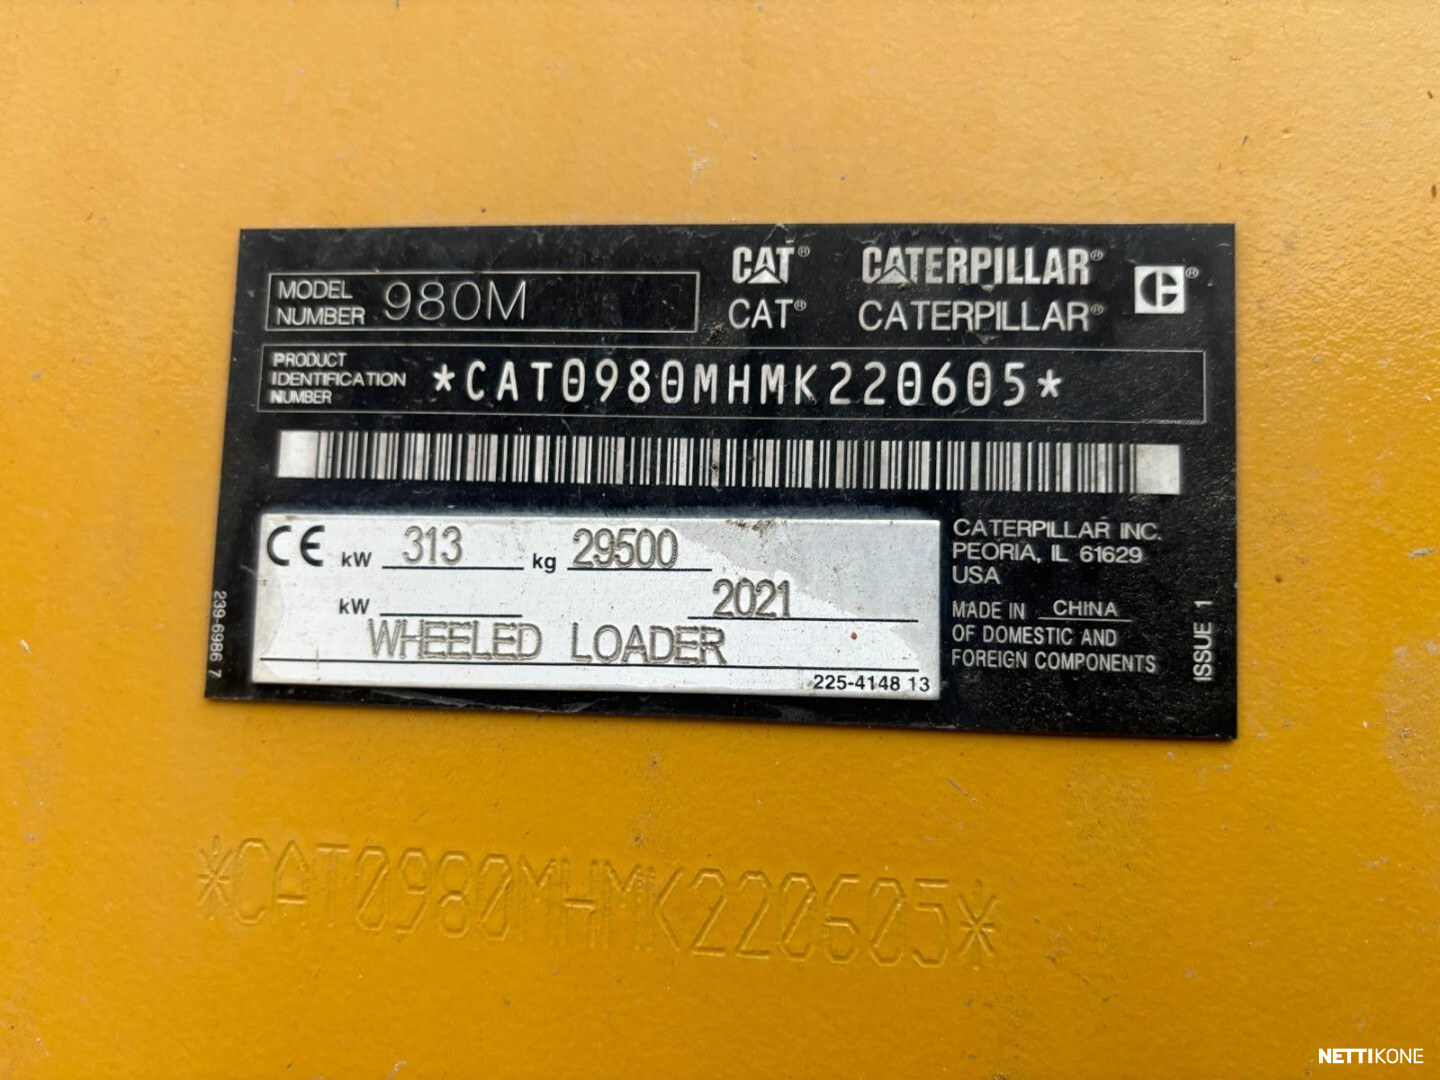 MODEL NUMBER 980M
CAT® CATERPILLAR® ®
CAT® CATERPILLAR®
PRODUCT IDENTIFICATION NUMBER *CAT0980MHMK220605*
CE kW 313 kg 29500
kW 2021
WHEELED LOADER
225-4148 13
239-6986 7
CATERPILLAR INC.
PEORIA, IL 61629
USA
MADE IN CHINA
OF DOMESTIC AND
FOREIGN COMPONENTS
ISSUE 1
*CAT0980MHMK220605*
NETTIKONE